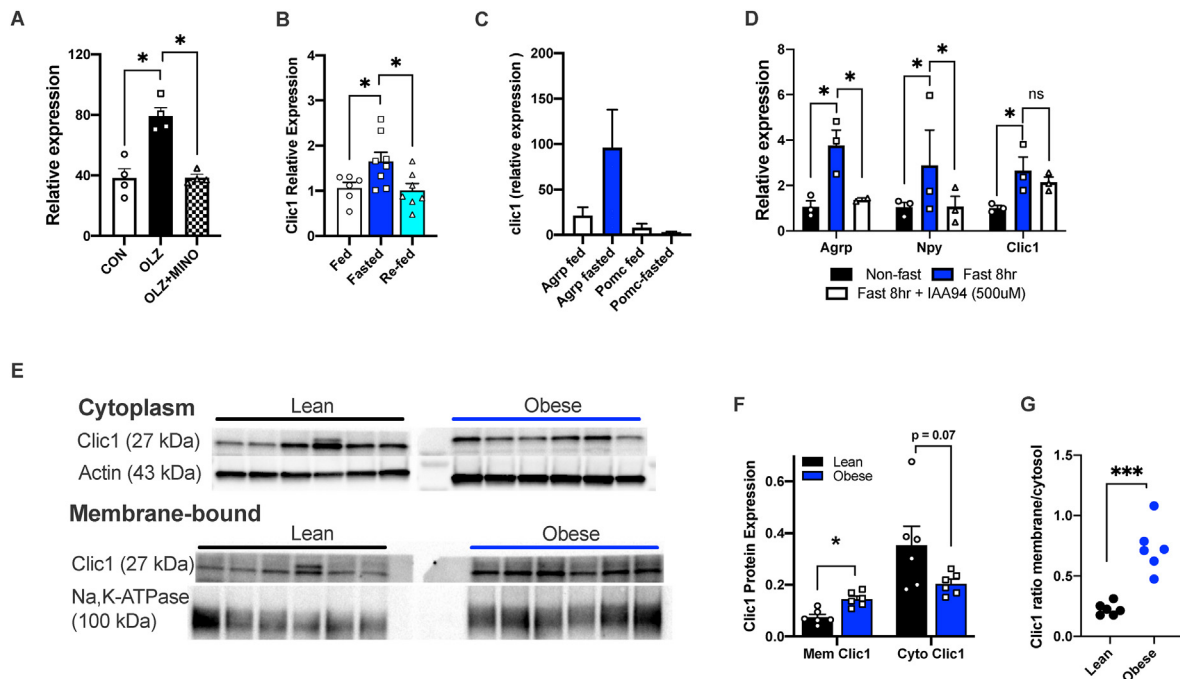 A
Relative expression
120
80
40
0
*
*
CON
OLZ
OLZ+MINO
B
Clic1 Relative Expression
4
3
2
1
0
*
*
Fed
Fasted
Re-fed
C
clic1 (relative expression )
200
150
100
50
0
Agrp fed
Agrp fasted
Pomc fed
Pomc-fasted
D
Relative expression
8
6
4
2
0
*
*
*
*
*
ns
Agrp
Npy
Clic1
Non-fast
Fast 8hr
Fast 8hr + IAA94 (500uM)
E
Cytoplasm
Lean
Obese
Clic1 (27 kDa)
Actin (43 kDa)
Membrane-bound
Lean
Obese
Clic1 (27 kDa)
Na,K-ATPase
(100 kDa)
F
Clic1 Protein Expression
0.6
0.4
0.2
0.0
Lean
Obese
p = 0.07
*
Mem Clic1
Cyto Clic1
G
Clic1 ratio membrane/cytosol
1.5
1.0
0.5
0.0
***
Lean
Obese